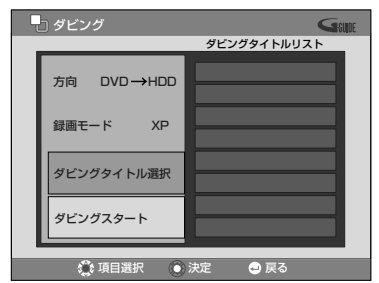 ダビング
GGUIDE
ダビングタイトルリスト
方向 DVD→HDD
録画モード XP
ダビングタイトル選択
ダビングスタート
項目選択 決定 戻る